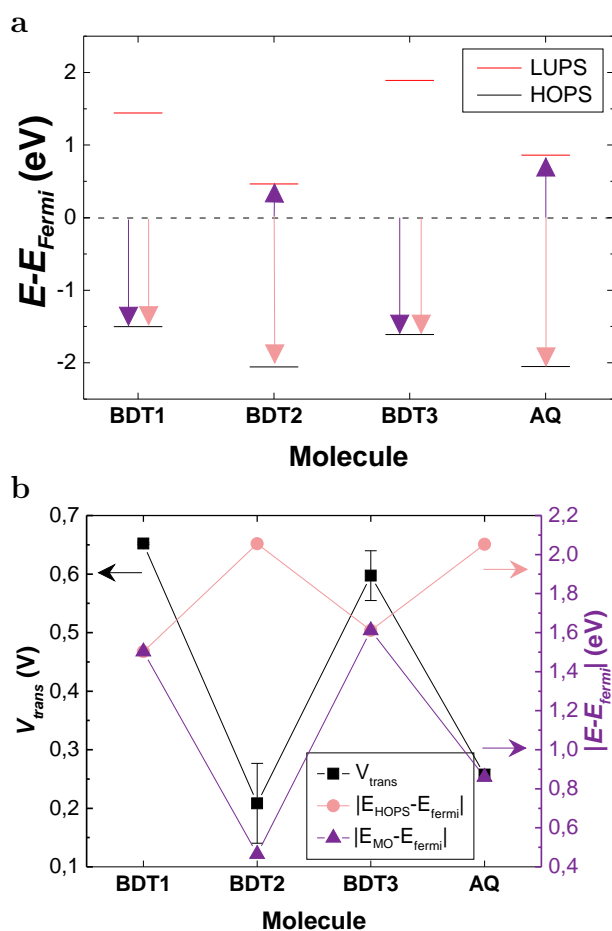 a
LUPS
HOPS
2
1
0
-1
-2
E-E_Fermi (eV)
BDT1 BDT2 BDT3 AQ
Molecule
b
0,7
0,6
0,5
0,4
0,3
0,2
0,1
V_trans (V)
2,2
2,0
1,8
1,6
1,4
1,2
1,0
0,8
0,6
0,4
|E-E_fermi| (eV)
V_trans
|E_HOPS-E_fermi|
|E_MO-E_fermi|
BDT1 BDT2 BDT3 AQ
Molecule